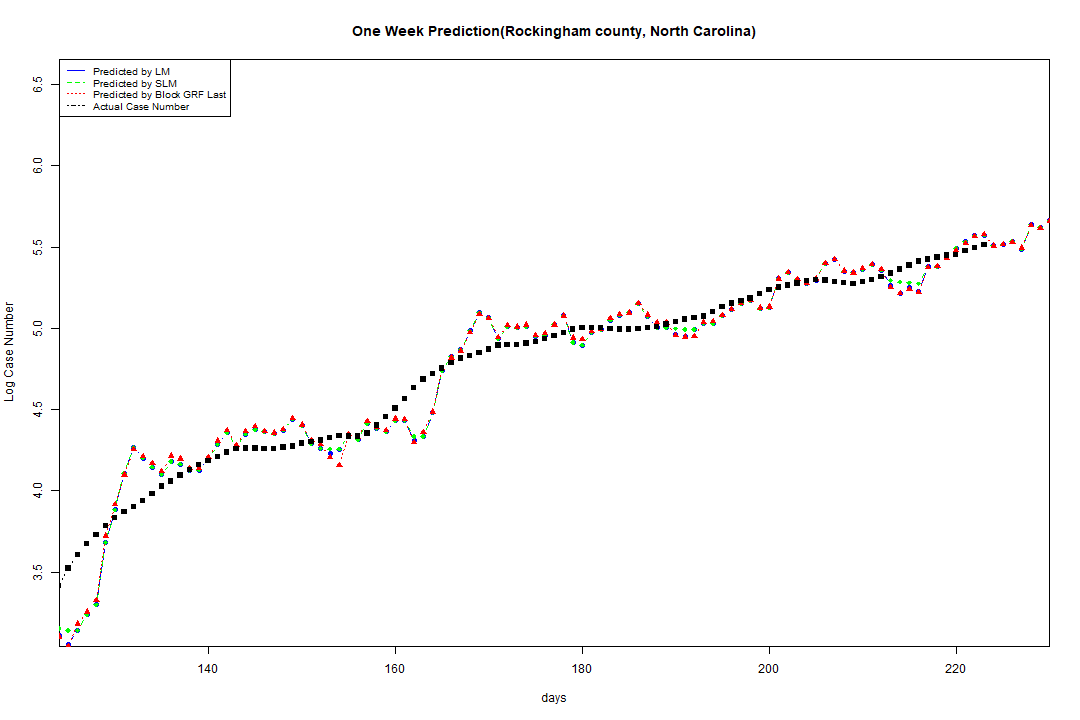 One Week Prediction(Rockingham county, North Carolina)
Predicted by LM
Predicted by SLM
Predicted by Block GRF Last
Actual Case Number
6.5
6.0
5.5
5.0
4.5
4.0
3.5
Log Case Number
140 160 180 200 220
days